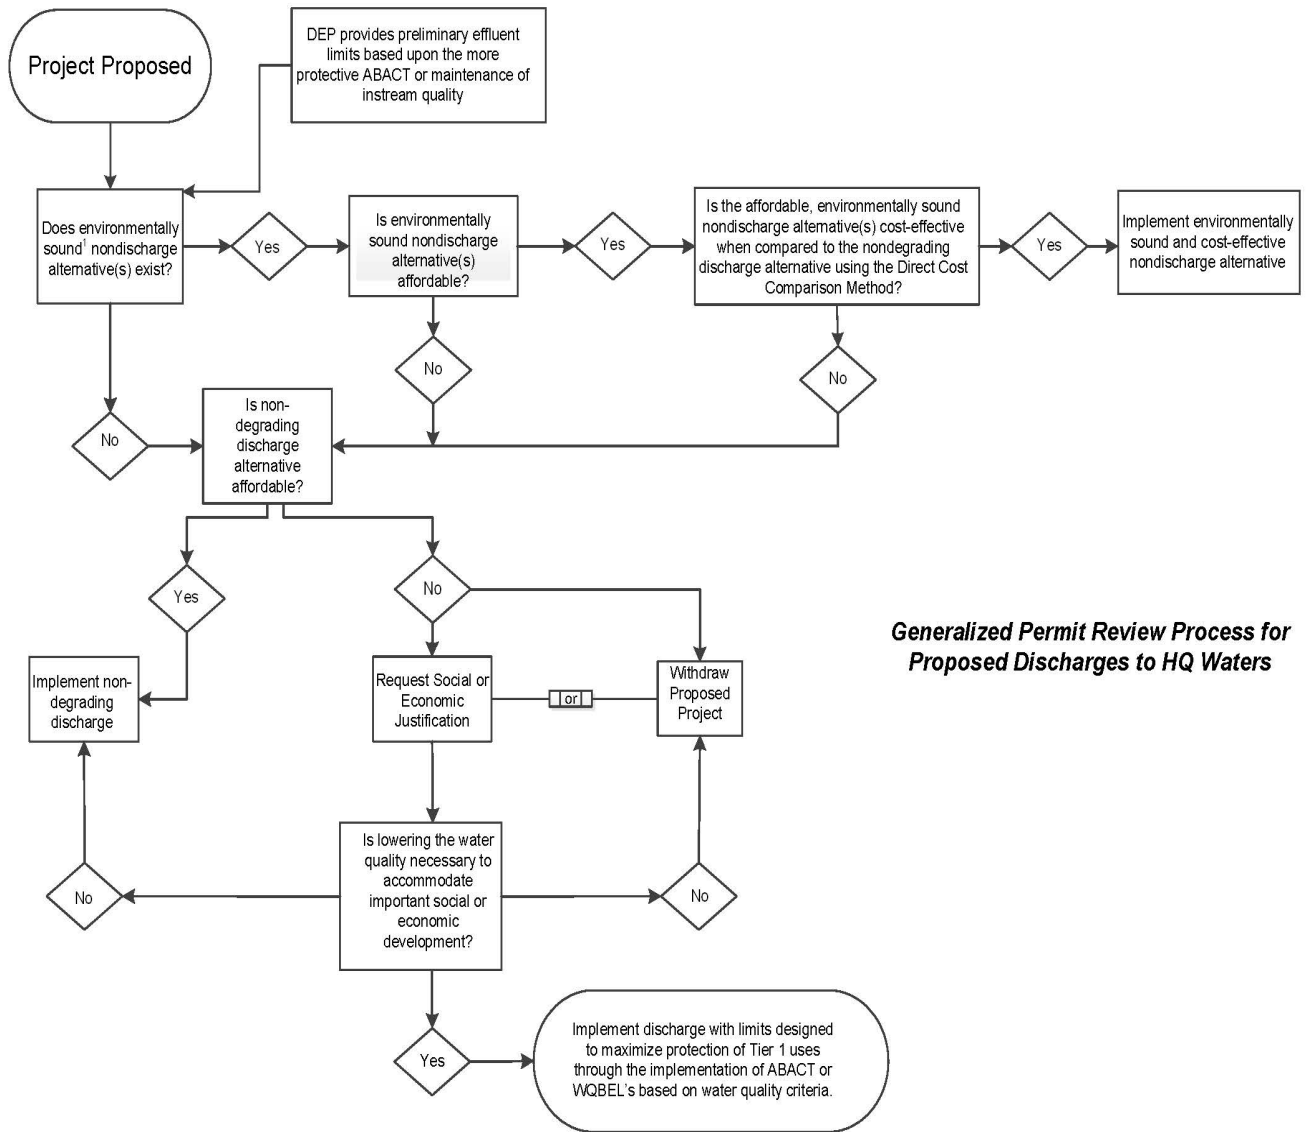 Project Proposed
DEP provides preliminary effluent
limits based upon the more
protective ABACT or maintenance of
instream quality
Does environmentally
sound¹ nondischarge
alternative(s) exist?
Yes
Is environmentally
sound nondischarge
alternative(s)
affordable?
Yes
Is the affordable, environmentally sound
nondischarge alternative(s) cost-effective
when compared to the nondegrading
discharge alternative using the Direct Cost
Comparison Method?
Yes
Implement environmentally
sound and cost-effective
nondischarge alternative
No
No
No
Is non-
degrading
discharge
alternative
affordable?
Yes
No
Generalized Permit Review Process for
Proposed Discharges to HQ Waters
Implement non-
degrading
discharge
Request Social or
Economic
Justification
or
Withdraw
Proposed
Project
No
Is lowering the water
quality necessary to
accommodate
important social or
economic
development?
No
Yes
Implement discharge with limits designed
to maximize protection of Tier 1 uses
through the implementation of ABACT or
WQBEL's based on water quality criteria.